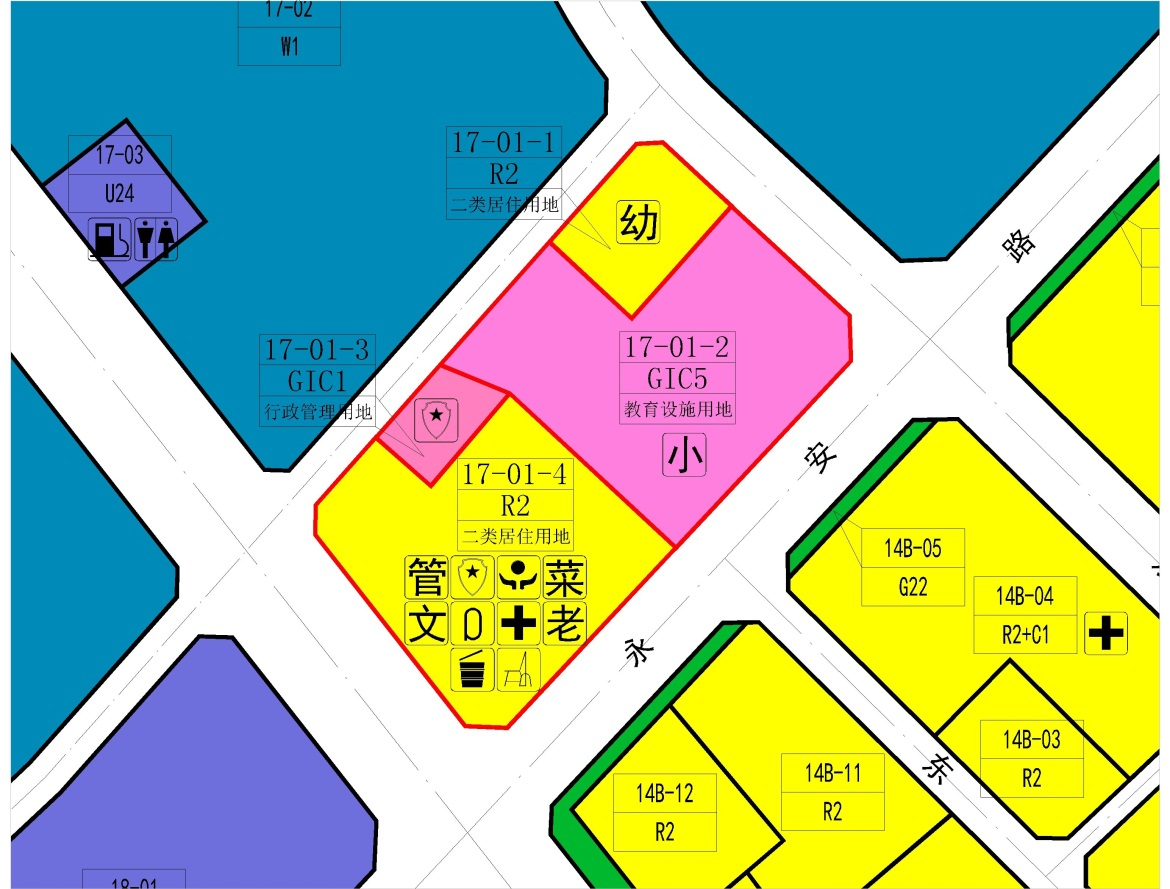 17-02
W1
17-03
U24
17-01-1
R2
二类居住用地
幼
路
17-01-3
GIC1
行政管理用地
17-01-2
GIC5
教育设施用地
小
安
17-01-4
R2
二类居住用地
管
菜
文
老
永
14B-05
G22
14B-04
R2+C1
14B-03
R2
东
14B-11
R2
14B-12
R2
18-01